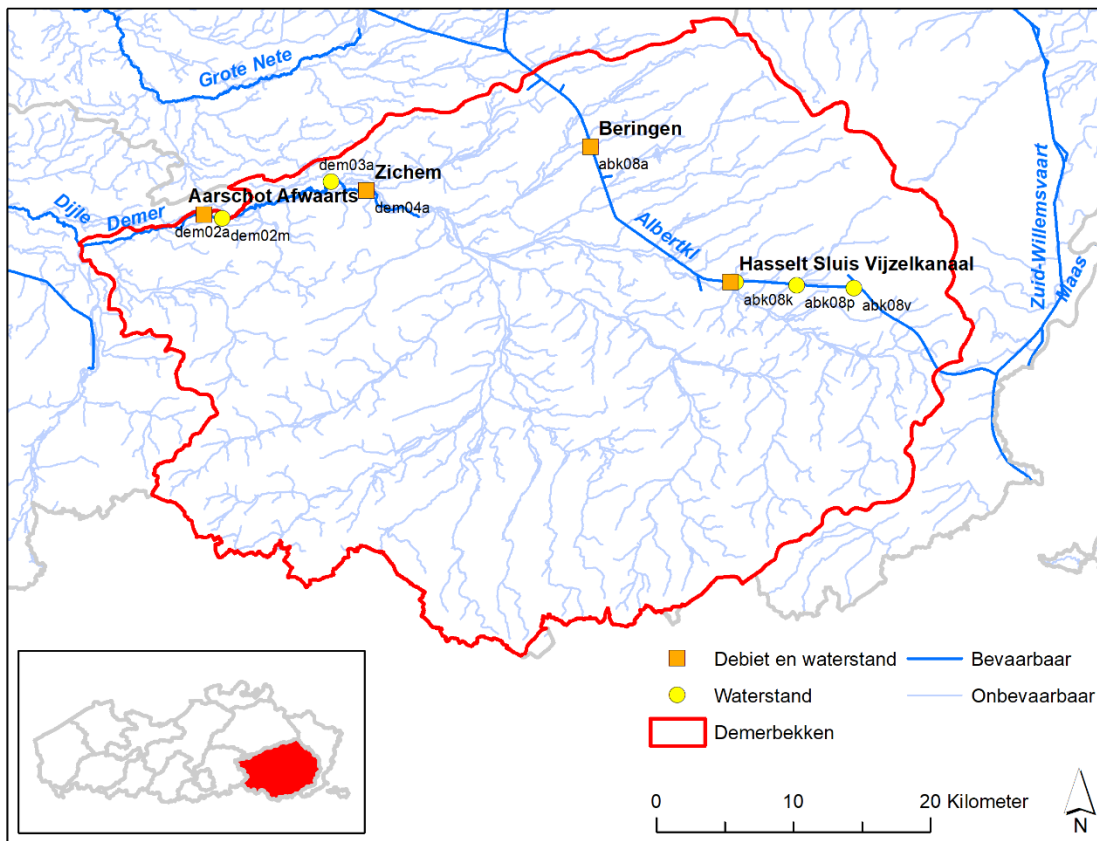 Grote Nete
Beringen
abk08a
dem03a
Zichem
dem04a
Aarschot Afwaarts
Dijle
Demer
dem02a
dem02m
Albertkl
Hasselt Sluis Vijzelkanaal
abk08k
abk08p
abk08v
Zuid-Willemsvaart
Maas
Debiet en waterstand
Bevaarbaar
Waterstand
Onbevaarbaar
Demerbekken
0 10 20 Kilometer
N